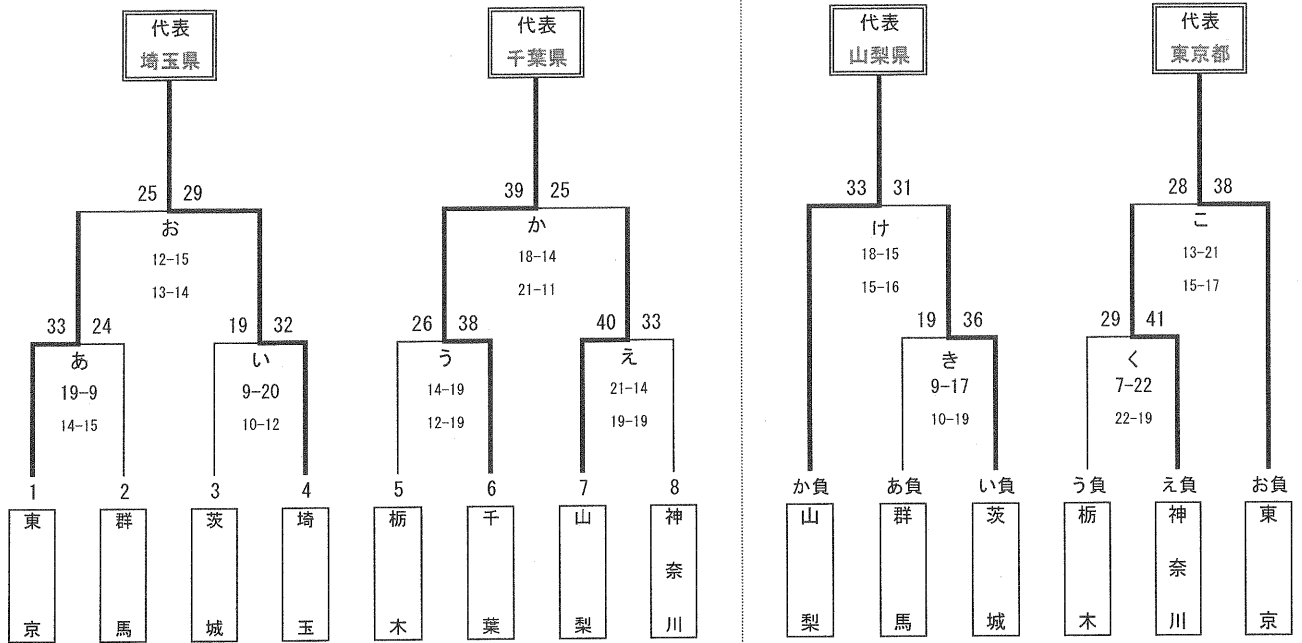 代表 代表 代表 代表
埼玉県 千葉県 山梨県 東京都
25 29 39 25 33 31 28 38
お か け こ
12-15 18-14 18-15 13-21
13-14 21-11 15-16 15-17
33 24 19 32 26 38 40 33 19 36 29 41
あ い う え き く
19-9 9-20 14-19 21-14 9-17 7-22
14-15 10-12 12-19 19-19 10-19 22-19
1 2 3 4 5 6 7 8 か負 あ負 い負 う負 え負 お負
東京 群馬 茨城 埼玉 栃木 千葉 山梨 神奈川 山梨 群馬 茨城 栃木 神奈川 東京